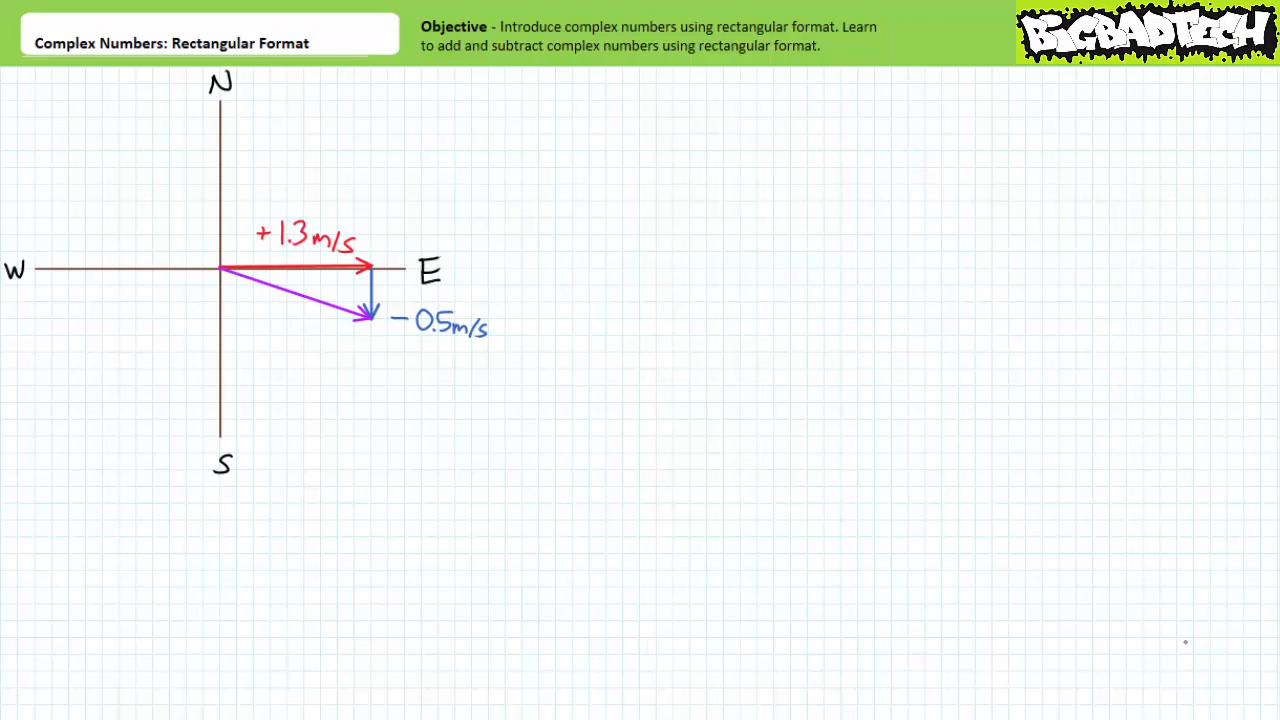 Complex Numbers: Rectangular Format
Objective - Introduce complex numbers using rectangular format. Learn
to add and subtract complex numbers using rectangular format.
BIGBADTECH
N
+1.3m/s
W
E
-0.5m/s
S